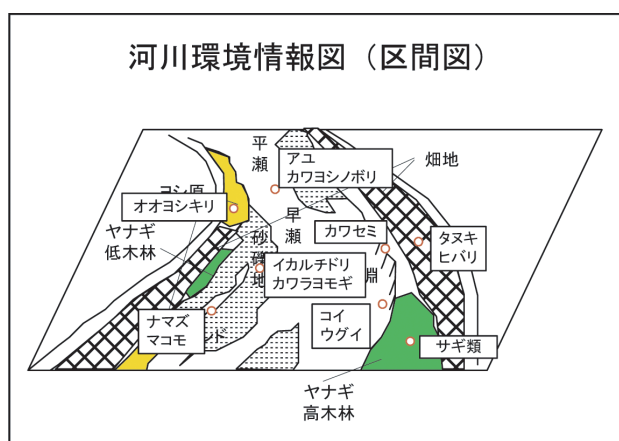 河川環境情報図（区間図）
平瀬
アユ
カワヨシノボリ
畑地
ヨシ原
オオヨシキリ
早瀬
ヤナギ
低木林
砂礫地
カワセミ
タヌキ
ヒバリ
イカルチドリ
カワラヨモギ
淵
ナマズ
マコモ
ンド
コイ
ウグイ
サギ類
ヤナギ
高木林